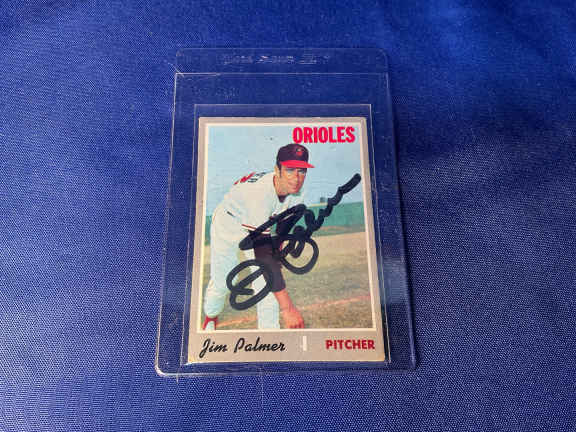 ORIOLES
Jim Palmer
PITCHER